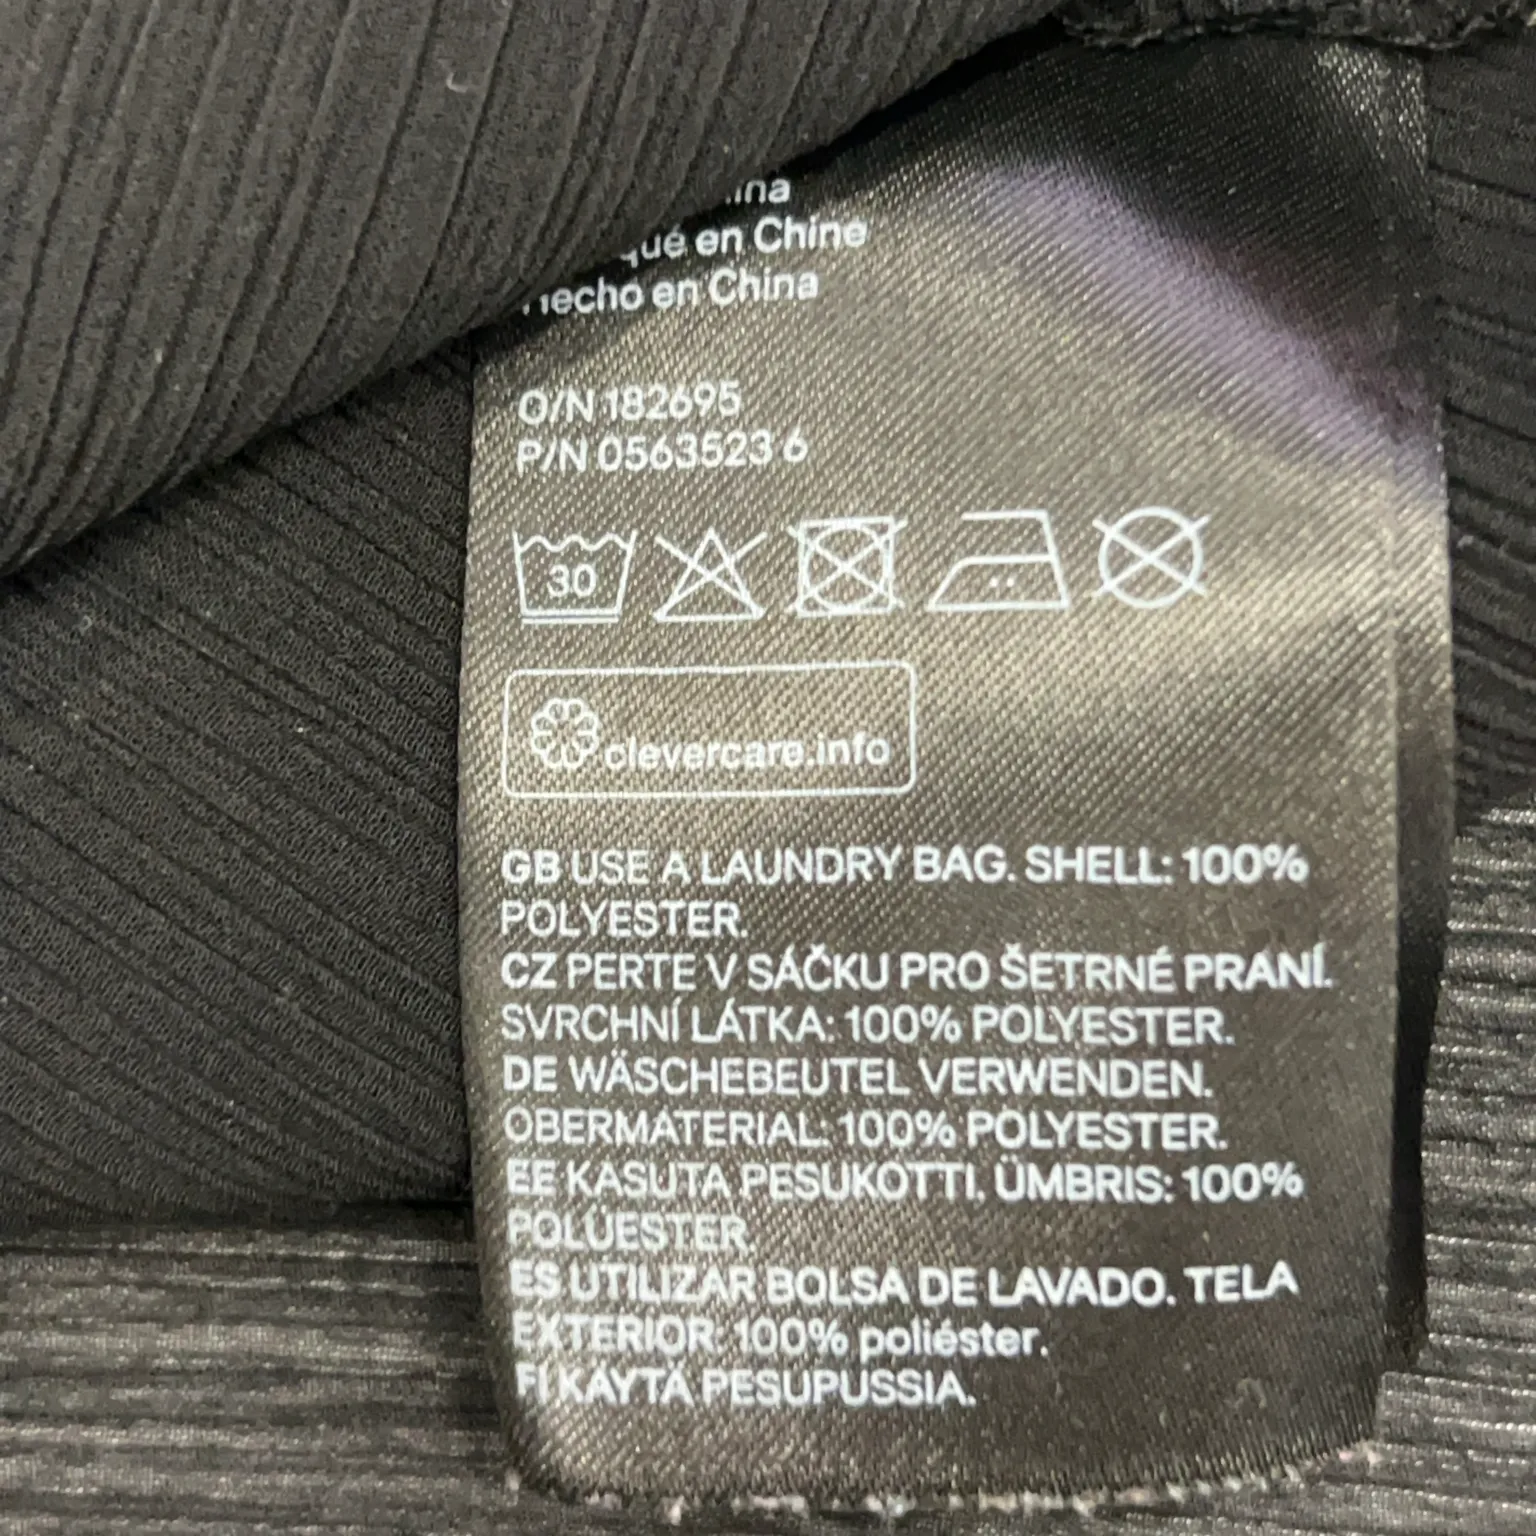 en Chine
en China
O/N 182695
P/N 0563523 6
30
clevercare.info
GB USE A LAUNDRY BAG. SHELL: 100%
POLYESTER.
CZ PERTE V SÁČKU PRO ŠETRNÉ PRANÍ.
SVRCHNÍ LÁTKA: 100% POLYESTER.
DE WÄSCHEBEUTEL VERWENDEN.
OBERMATERIAL: 100% POLYESTER.
EE KASUTA PESUKOTTI. ÜMBRIS: 100%
POLÜESTER.
ES UTILIZAR BOLSA DE LAVADO. TELA
EXTERIOR: 100% poliéster.
FI KÄYTÄ PESUPUSSIA.